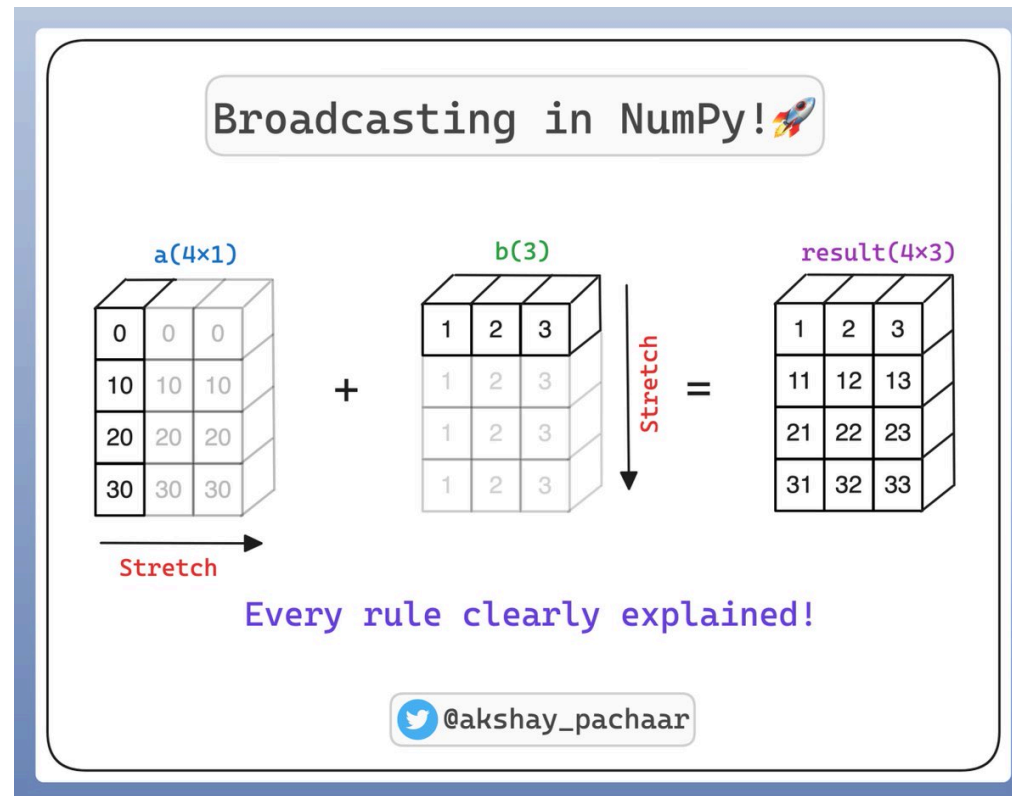 Broadcasting in NumPy!🚀
a(4×1)
0 0 0
10 10 10
20 20 20
30 30 30
Stretch
+
b(3)
1 2 3
1 2 3
1 2 3
1 2 3
Stretch
=
result(4×3)
1 2 3
11 12 13
21 22 23
31 32 33
Every rule clearly explained!
@akshay_pachaar